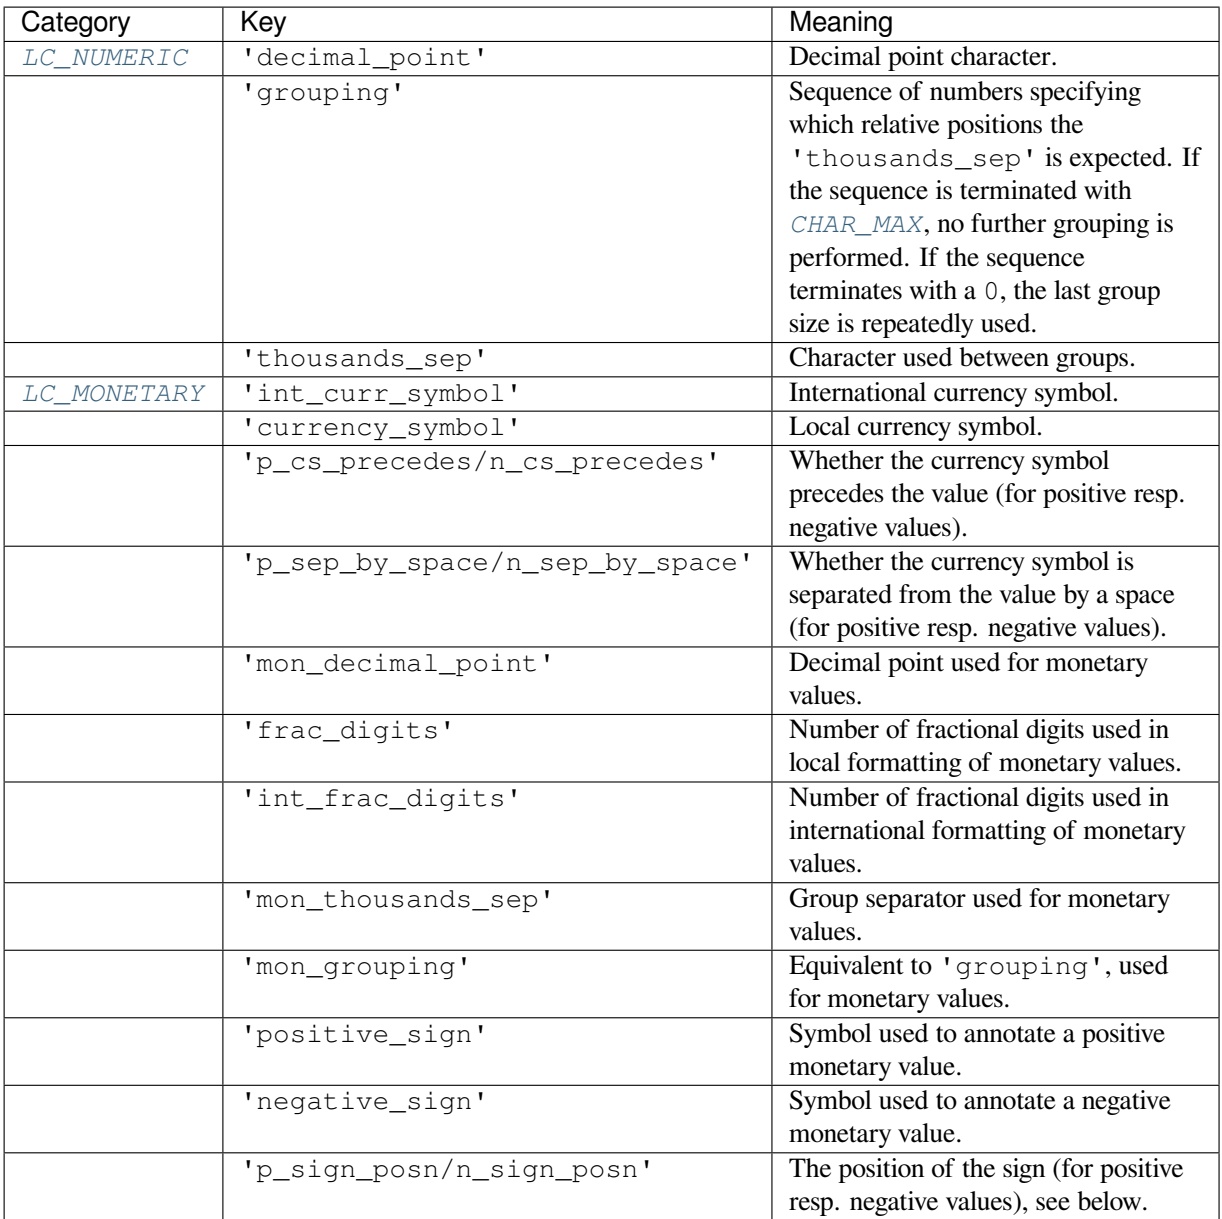 Category Key Meaning
LC_NUMERIC 'decimal_point' Decimal point character.
'grouping' Sequence of numbers specifying
which relative positions the
'thousands_sep' is expected. If
the sequence is terminated with
CHAR_MAX, no further grouping is
performed. If the sequence
terminates with a 0, the last group
size is repeatedly used.
'thousands_sep' Character used between groups.
LC_MONETARY 'int_curr_symbol' International currency symbol.
'currency_symbol' Local currency symbol.
'p_cs_precedes/n_cs_precedes' Whether the currency symbol
precedes the value (for positive resp.
negative values).
'p_sep_by_space/n_sep_by_space' Whether the currency symbol is
separated from the value by a space
(for positive resp. negative values).
'mon_decimal_point' Decimal point used for monetary
values.
'frac_digits' Number of fractional digits used in
local formatting of monetary values.
'int_frac_digits' Number of fractional digits used in
international formatting of monetary
values.
'mon_thousands_sep' Group separator used for monetary
values.
'mon_grouping' Equivalent to 'grouping', used
for monetary values.
'positive_sign' Symbol used to annotate a positive
monetary value.
'negative_sign' Symbol used to annotate a negative
monetary value.
'p_sign_posn/n_sign_posn' The position of the sign (for positive
resp. negative values), see below.